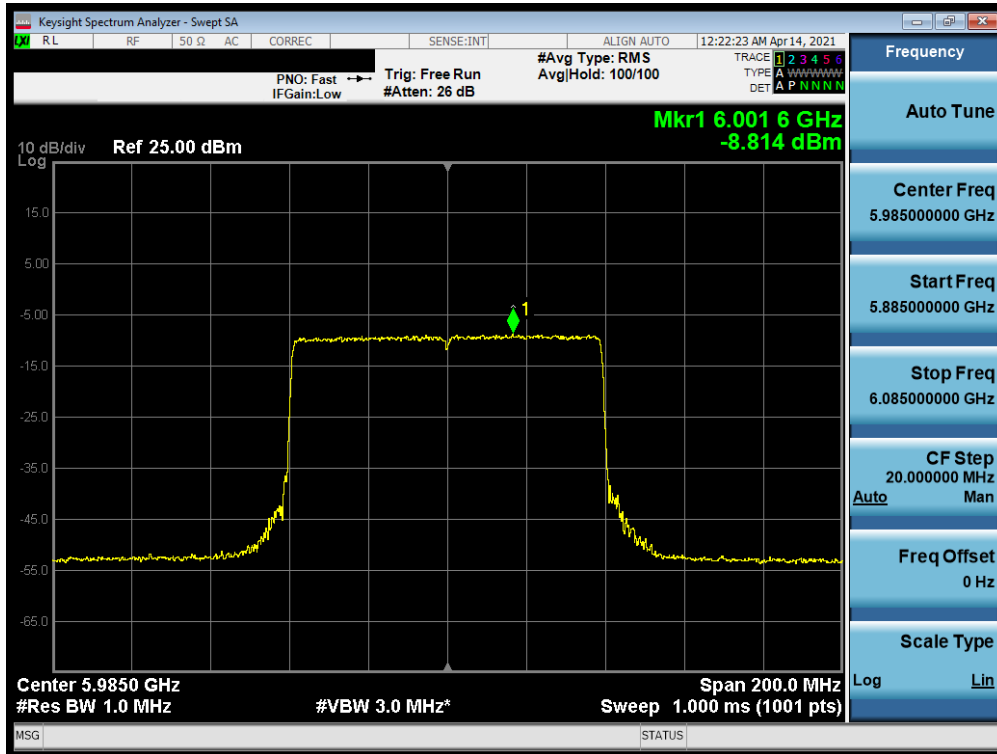 Keysight Spectrum Analyzer - Swept SA
LXI RL RF 50 Ω AC CORREC SENSE:INT ALIGN AUTO 12:22:23 AM Apr 14, 2021
Frequency
PNO: Fast
IFGain:Low
Trig: Free Run
#Atten: 26 dB
#Avg Type: RMS
Avg|Hold: 100/100
TRACE 1 2 3 4 5 6
TYPE A WWWWW
DET A P N N N N
Auto Tune
Mkr1 6.001 6 GHz
-8.814 dBm
10 dB/div
Log
Ref 25.00 dBm
15.0
5.00
-5.00
-15.0
-25.0
-35.0
-45.0
-55.0
-65.0
1
Center Freq
5.985000000 GHz
Start Freq
5.885000000 GHz
Stop Freq
6.085000000 GHz
CF Step
20.000000 MHz
Auto Man
Freq Offset
0 Hz
Scale Type
Log Lin
Center 5.9850 GHz
Span 200.0 MHz
#Res BW 1.0 MHz
#VBW 3.0 MHz*
Sweep 1.000 ms (1001 pts)
MSG
STATUS